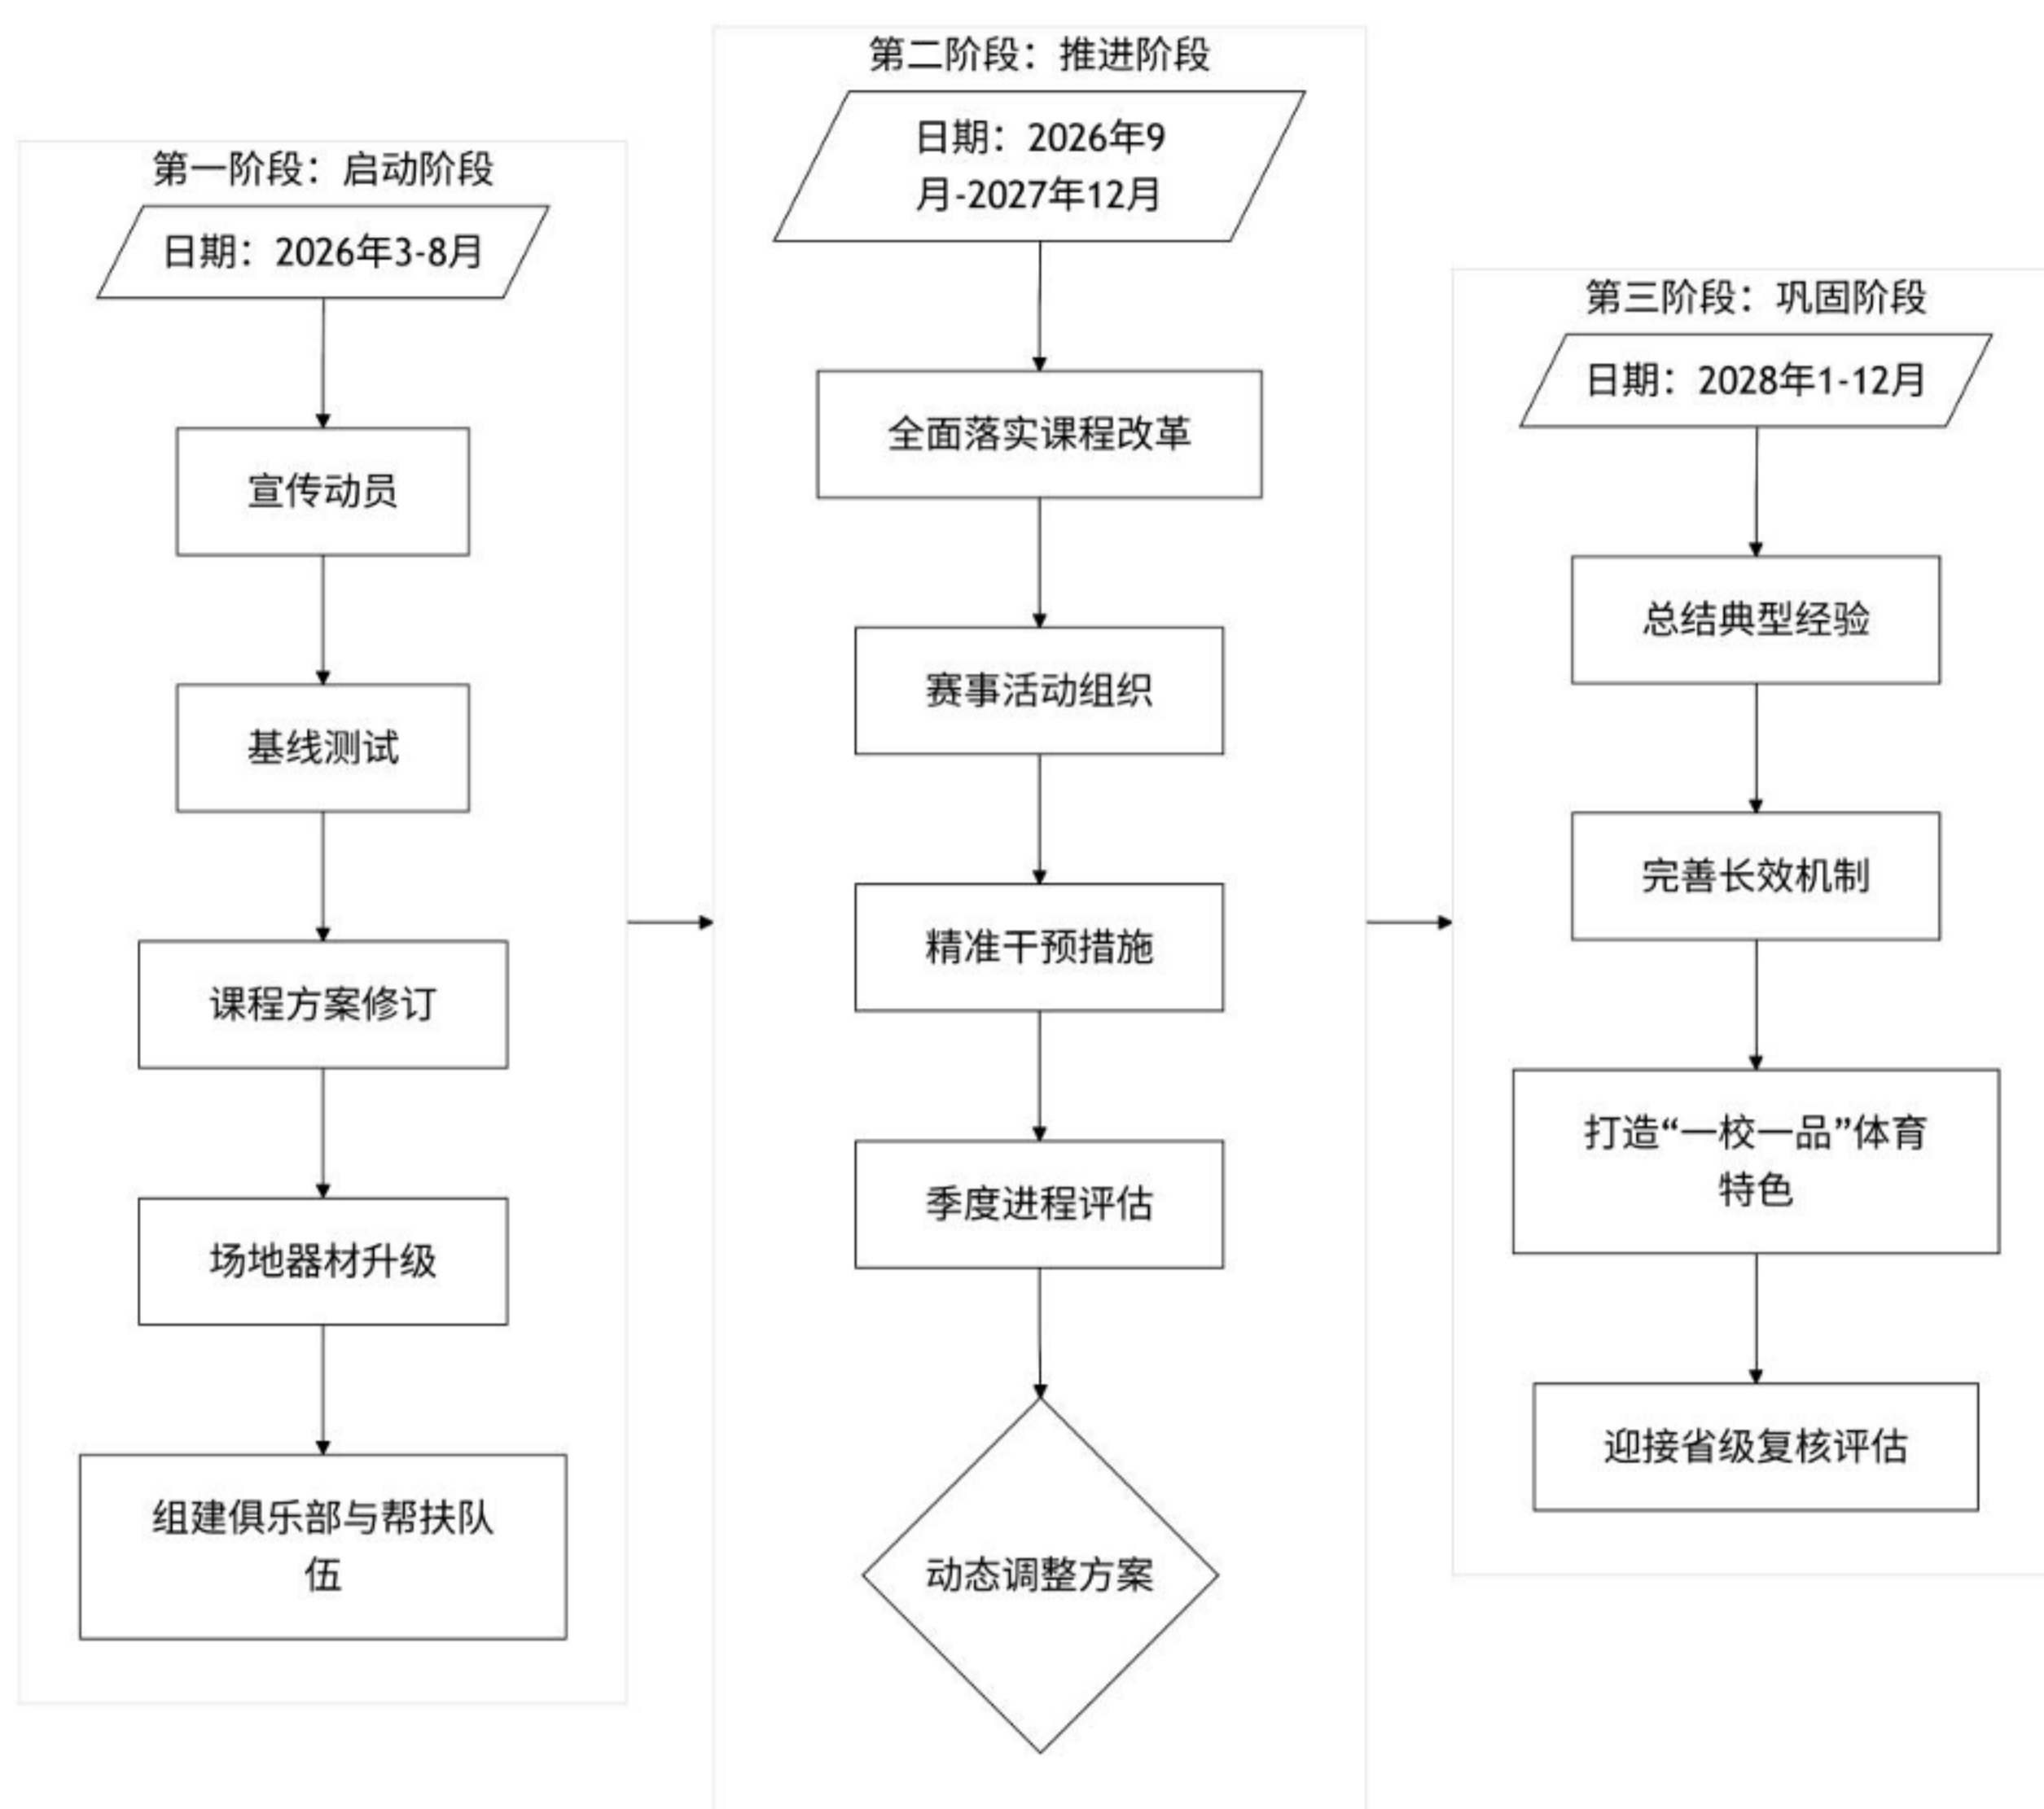 第一阶段：启动阶段
日期：2026年3-8月
宣传动员
基线测试
课程方案修订
场地器材升级
组建俱乐部与帮扶队
伍
第二阶段：推进阶段
日期：2026年9
月-2027年12月
全面落实课程改革
赛事活动组织
精准干预措施
季度进程评估
动态调整方案
第三阶段：巩固阶段
日期：2028年1-12月
总结典型经验
完善长效机制
打造“一校一品”体育
特色
迎接省级复核评估